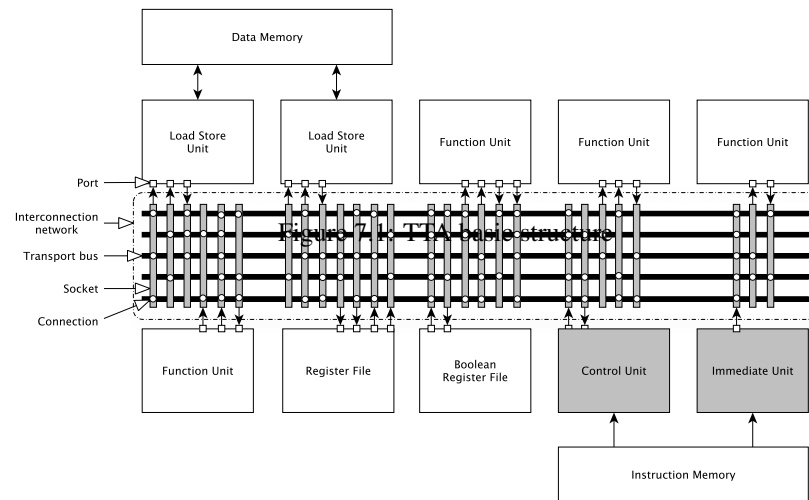 Data Memory
Load Store
Unit
Load Store
Unit
Function Unit
Function Unit
Function Unit
Port
Interconnection
network
Figure 7.1: TTA basic structure
Transport bus
Socket
Connection
Function Unit
Register File
Boolean
Register File
Control Unit
Immediate Unit
Instruction Memory